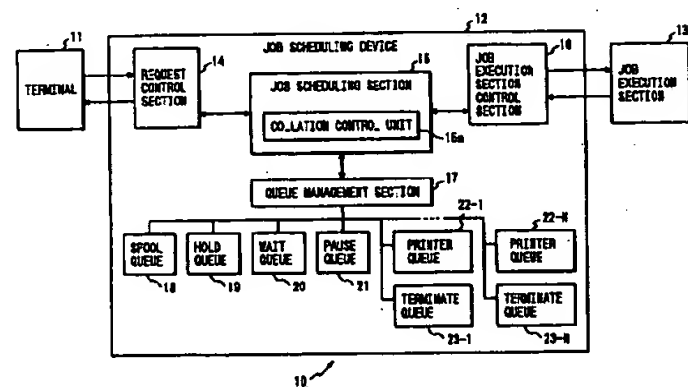 11
TERMINAL
12
JOB SCHEDULING DEVICE
14
REQUEST
CONTROL
SECTION
15
JOB SCHEDULING SECTION
COLLATION CONTROL UNIT
15a
16
JOB
EXECUTION
SECTION
CONTROL
SECTION
13
JOB
EXECUTION
SECTION
17
QUEUE MANAGEMENT SECTION
SPOOL
QUEUE
18
HOLD
QUEUE
19
WAIT
QUEUE
20
PAUSE
QUEUE
21
22-1
PRINTER
QUEUE
22-N
PRINTER
QUEUE
TERMINATE
QUEUE
23-1
TERMINATE
QUEUE
23-N
10